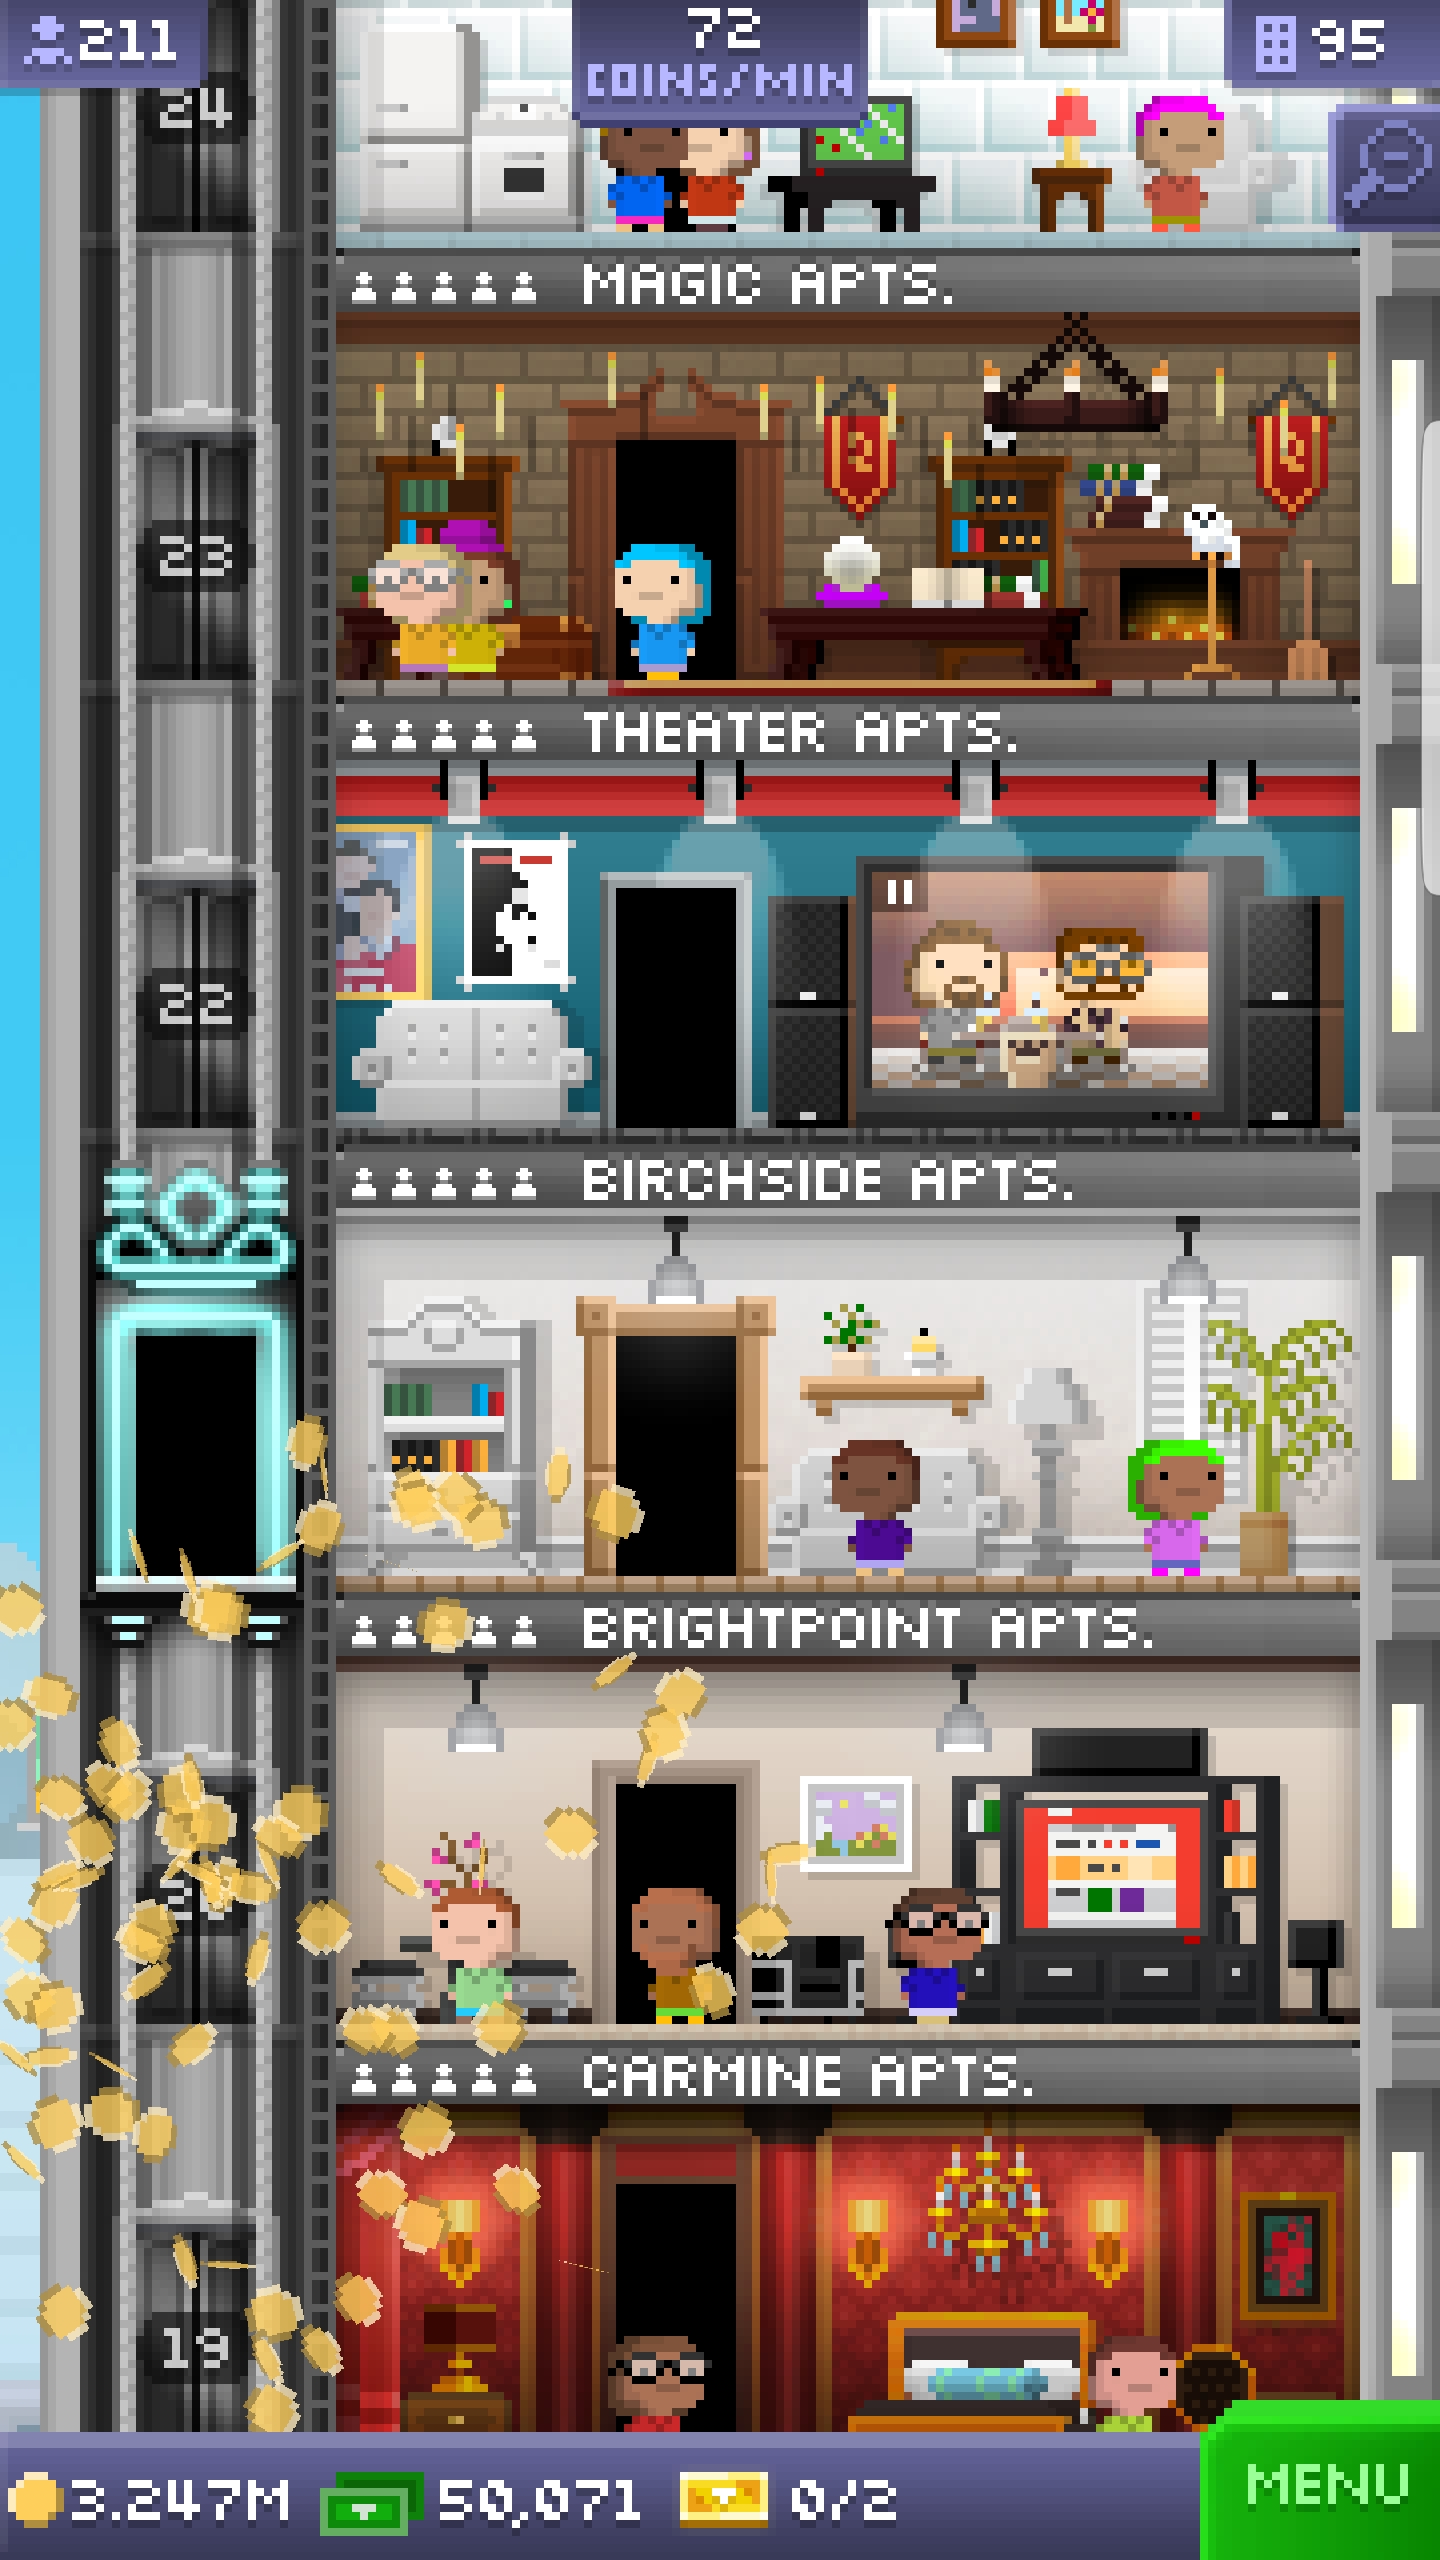 211
72
COINS/MIN
95
24
MAGIC APTS.
23
THEATER APTS.
22
BIRCHSIDE APTS.
BRIGHTPOINT APTS.
CARMINE APTS.
19
3.247M
50,071
0/2
MENU